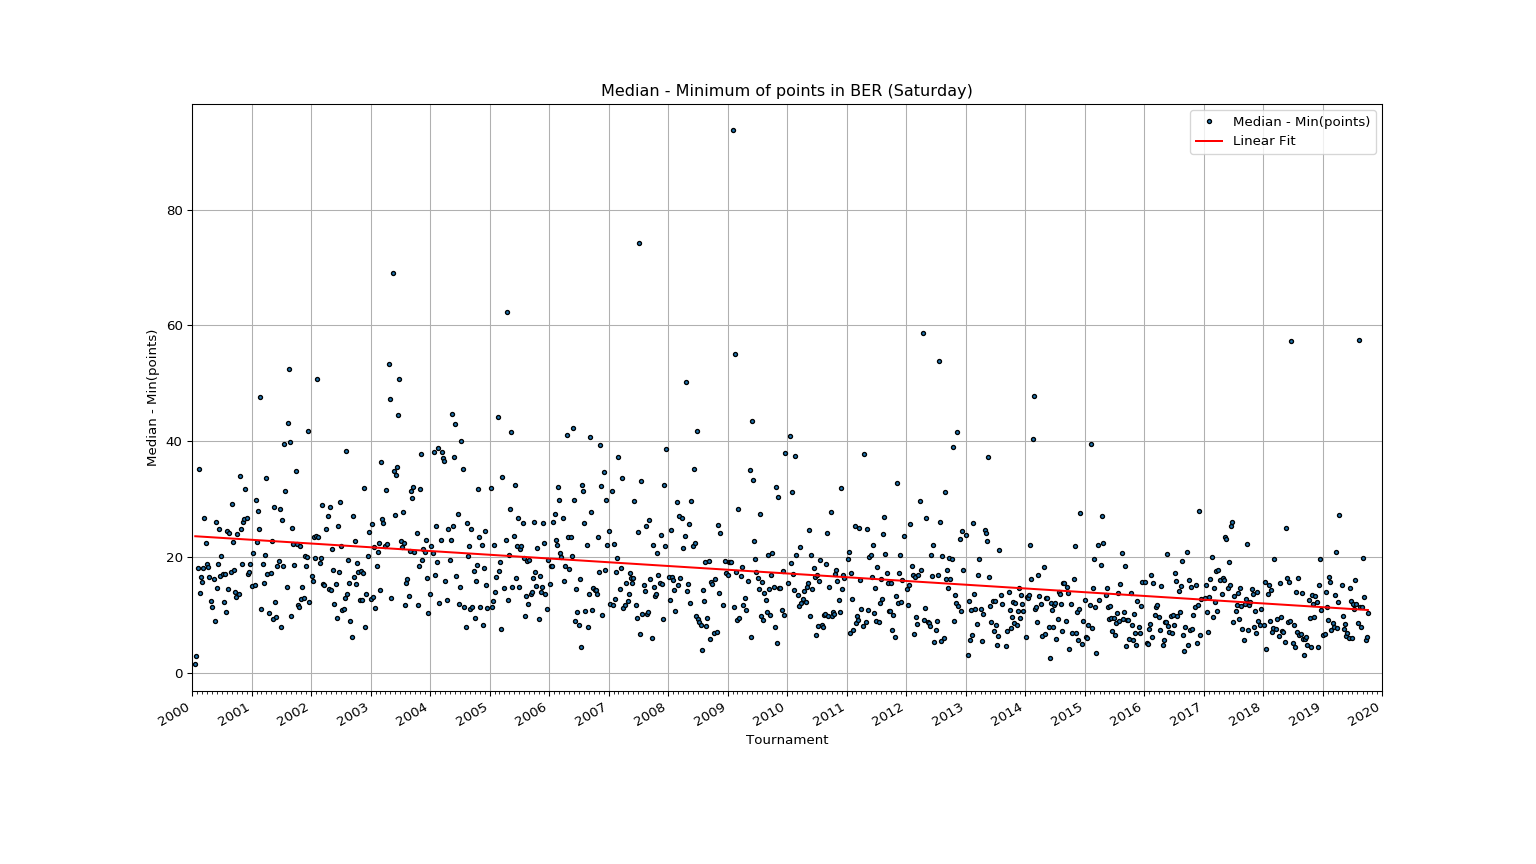 Median - Minimum of points in BER (Saturday)
Median - Min(points)
Linear Fit
Median - Min(points)
80
60
40
20
0
2000 2001 2002 2003 2004 2005 2006 2007 2008 2009 2010 2011 2012 2013 2014 2015 2016 2017 2018 2019 2020
Tournament